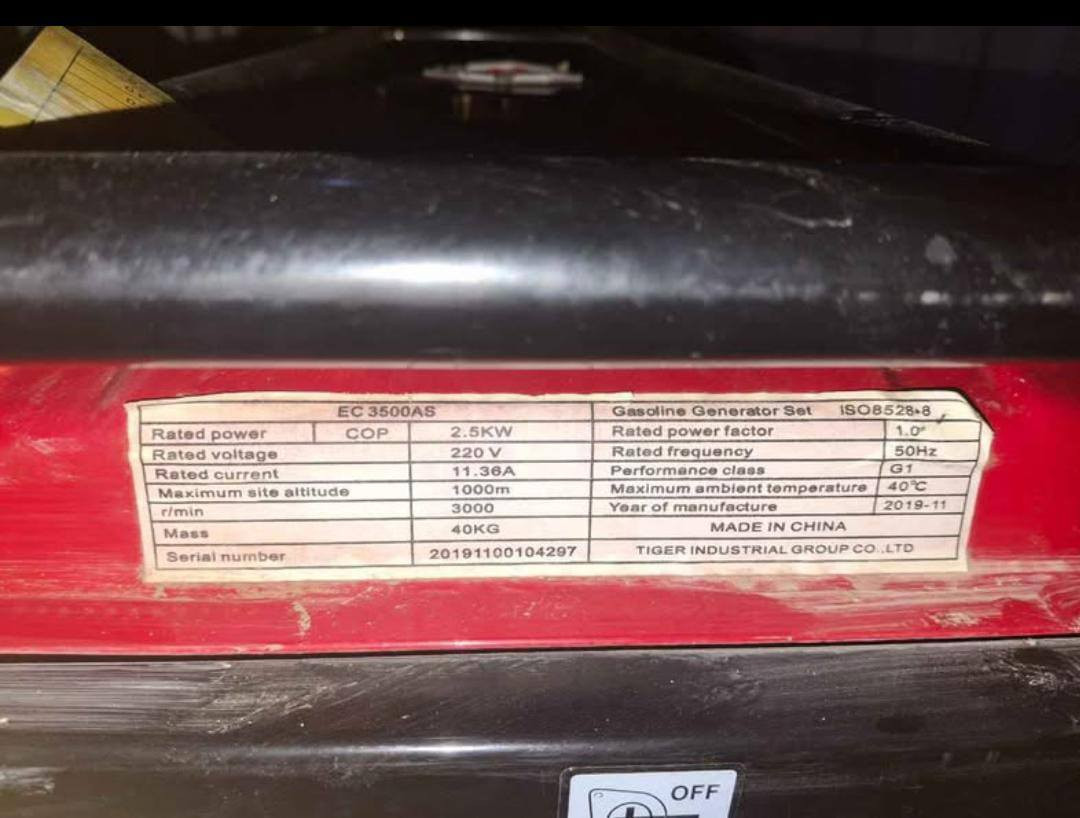 EC 3500AS Gasoline Generator Set ISO8528-8
Rated power COP 2.5KW Rated power factor 1.0
Rated voltage 220 V Rated frequency 50Hz
Rated current 11.36A Performance class G1
Maximum site altitude 1000m Maximum ambient temperature 40°C
r/min 3000 Year of manufacture 2019-11
Mass 40KG MADE IN CHINA
Serial number 20191100104297 TIGER INDUSTRIAL GROUP CO.,LTD
OFF